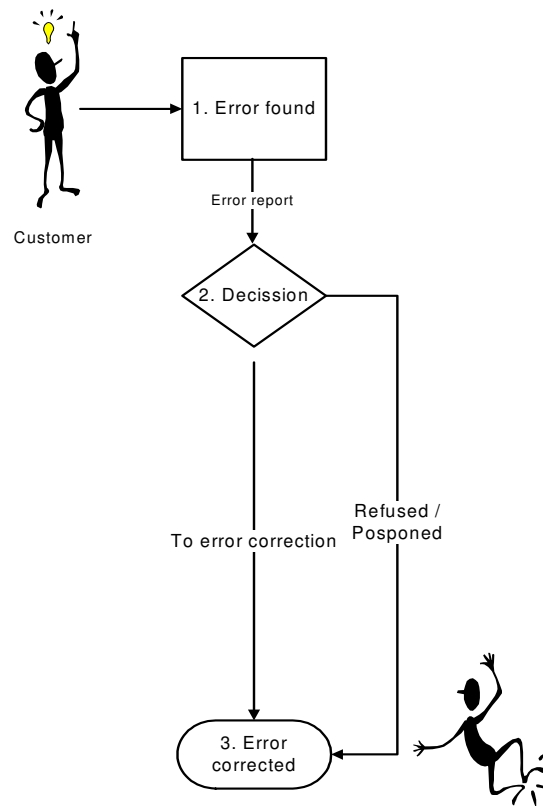 1. Error found
Error report
Customer
2. Decission
To error correction
Refused /
Posponed
3. Error
corrected